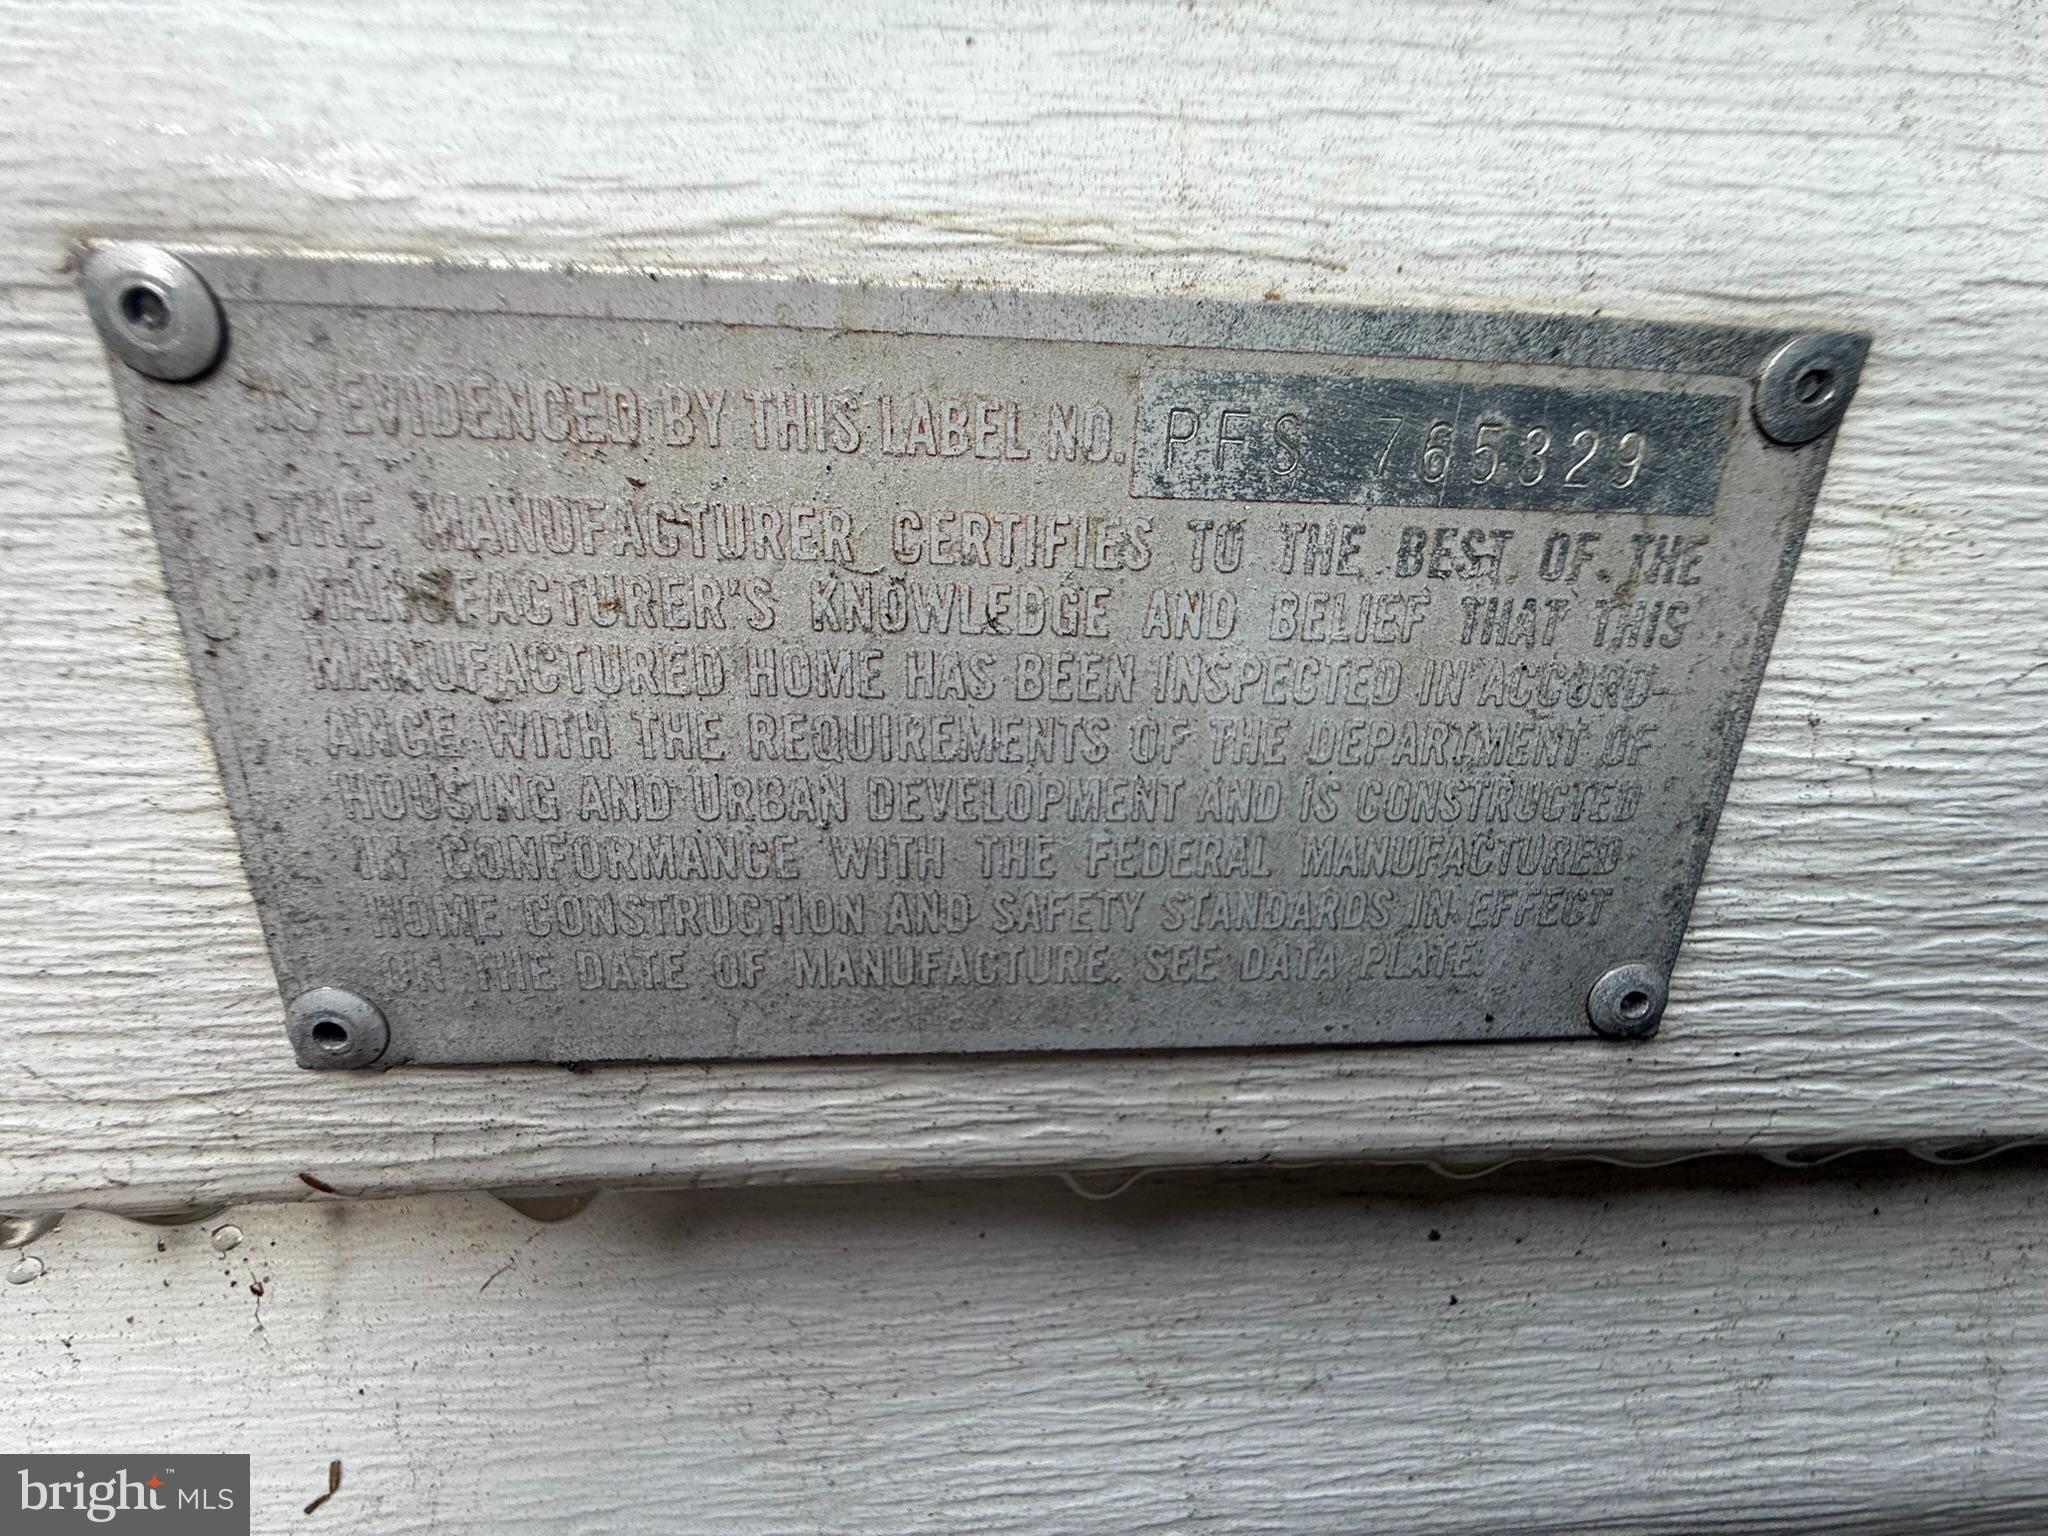 AS EVIDENCED BY THIS LABEL NO. PFS 765329
THE MANUFACTURER CERTIFIES TO THE BEST OF THE
MANUFACTURER'S KNOWLEDGE AND BELIEF THAT THIS
MANUFACTURED HOME HAS BEEN INSPECTED IN ACCORD-
ANCE WITH THE REQUIREMENTS OF THE DEPARTMENT OF
HOUSING AND URBAN DEVELOPMENT AND IS CONSTRUCTED
IN CONFORMANCE WITH THE FEDERAL MANUFACTURED
HOME CONSTRUCTION AND SAFETY STANDARDS IN EFFECT
ON THE DATE OF MANUFACTURE. SEE DATA PLATE.
bright™ MLS